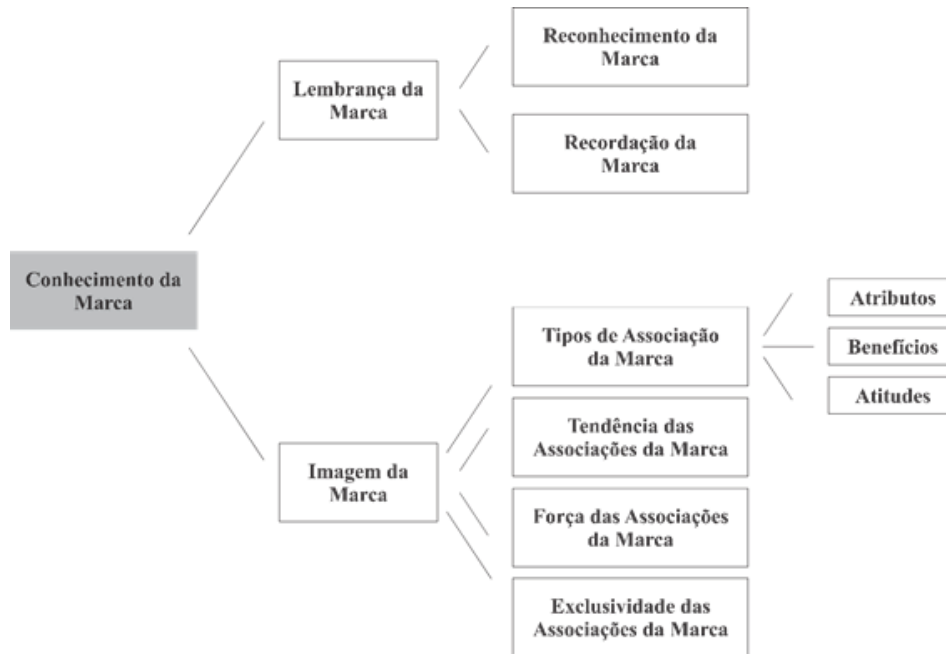 Conhecimento da
Marca
Lembrança da
Marca
Reconhecimento da
Marca
Recordação da
Marca
Imagem da
Marca
Tipos de Associação
da Marca
Atributos
Benefícios
Atitudes
Tendência das
Associações da Marca
Força das Associações
da Marca
Exclusividade das
Associações da Marca